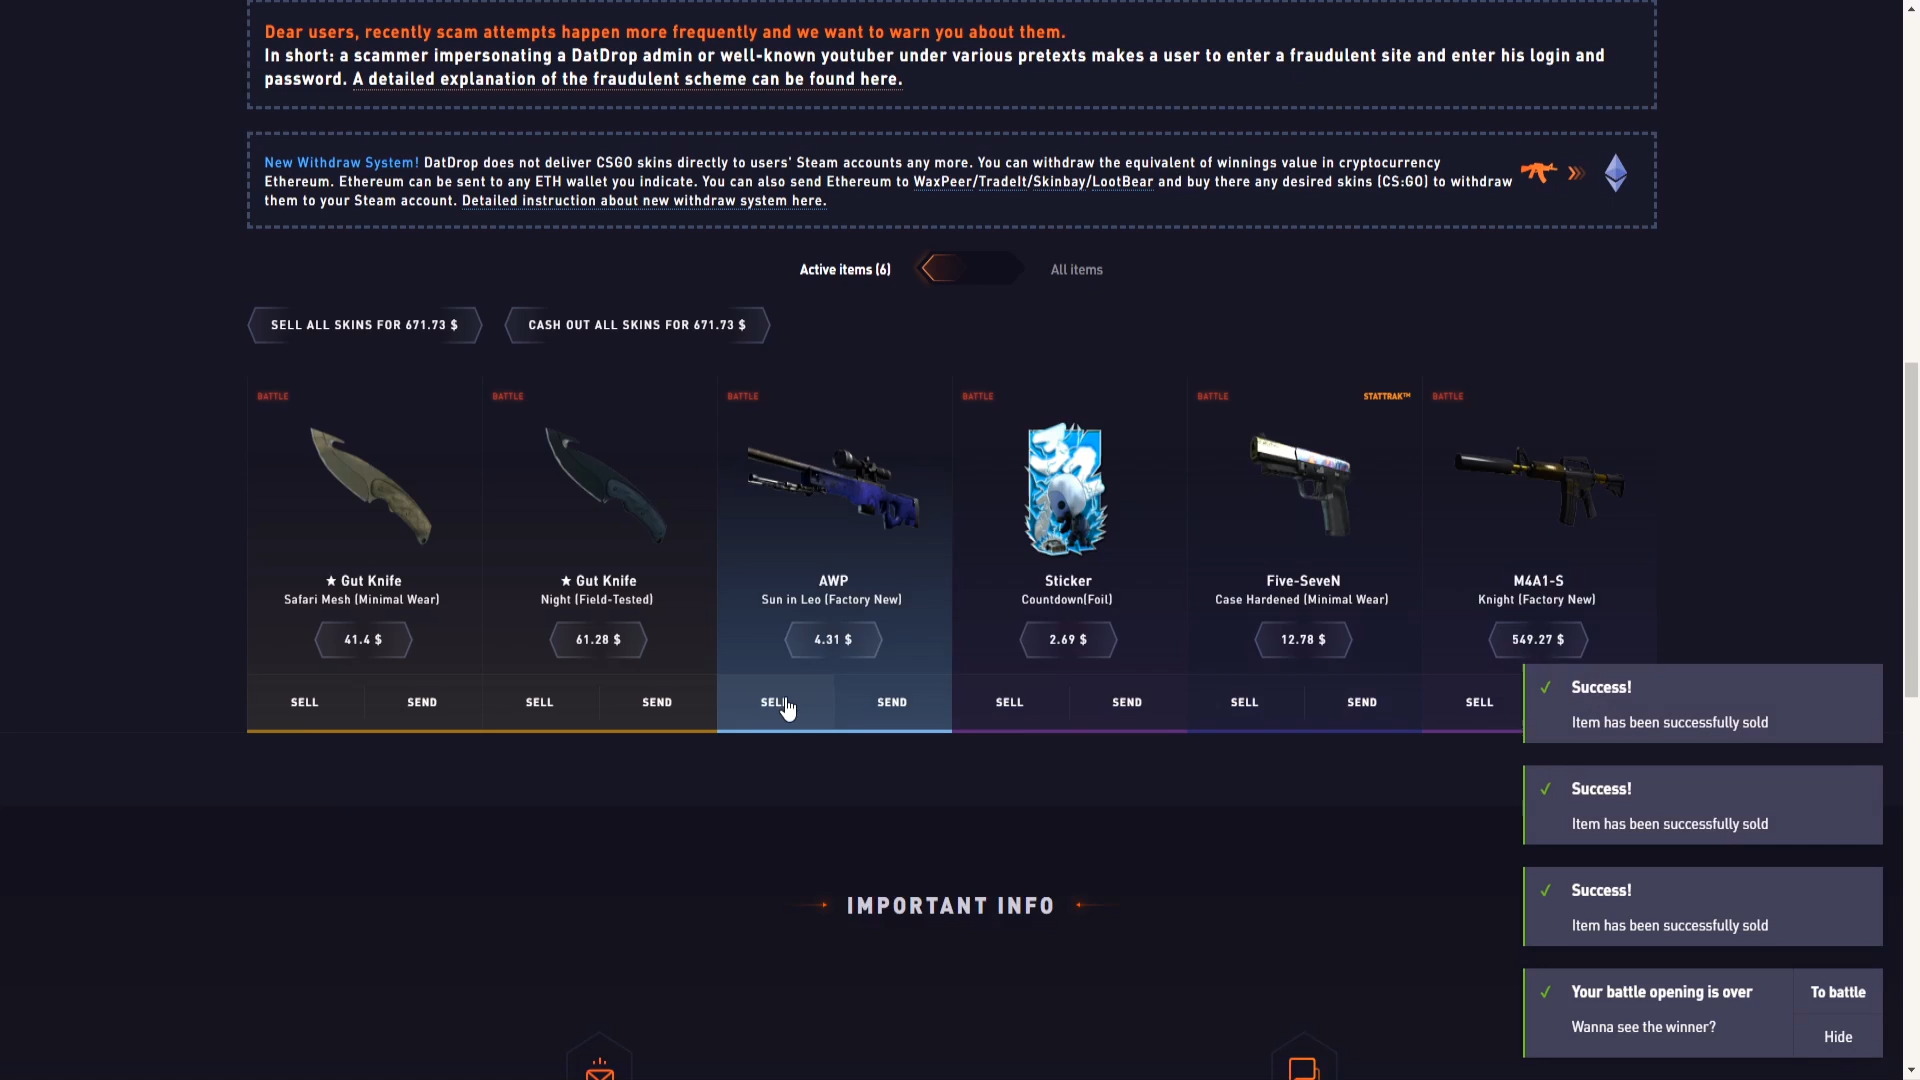 Dear users, recently scam attempts happen more frequently and we want to warn you about them.
In short: a scammer impersonating a DatDrop admin or well-known youtuber under various pretexts makes a user to enter a fraudulent site and enter his login and
password. A detailed explanation of the fraudulent scheme can be found here.
New Withdraw System! DatDrop does not deliver CSGO skins directly to users' Steam accounts any more. You can withdraw the equivalent of winnings value in cryptocurrency
Ethereum. Ethereum can be sent to any ETH wallet you indicate. You can also send Ethereum to WaxPeer/TradeIt/Skinbay/LootBear and buy there any desired skins (CS:GO) to withdraw
them to your Steam account. Detailed instruction about new withdraw system here.
Active items (6) All items
SELL ALL SKINS FOR 671.73 $ CASH OUT ALL SKINS FOR 671.73 $
BATTLE BATTLE BATTLE BATTLE BATTLE STATTRAK™ BATTLE
★ Gut Knife ★ Gut Knife AWP Sticker Five-SeveN M4A1-S
Safari Mesh (Minimal Wear) Night (Field-Tested) Sun in Leo (Factory New) Countdown(Foil) Case Hardened (Minimal Wear) Knight (Factory New)
41.4 $ 61.28 $ 4.31 $ 2.69 $ 12.78 $ 549.27 $
SELL SEND SELL SEND SELL SEND SELL SEND SELL SEND SELL
Success!
Item has been successfully sold
Success!
Item has been successfully sold
IMPORTANT INFO
Success!
Item has been successfully sold
Your battle opening is over To battle
Wanna see the winner? Hide